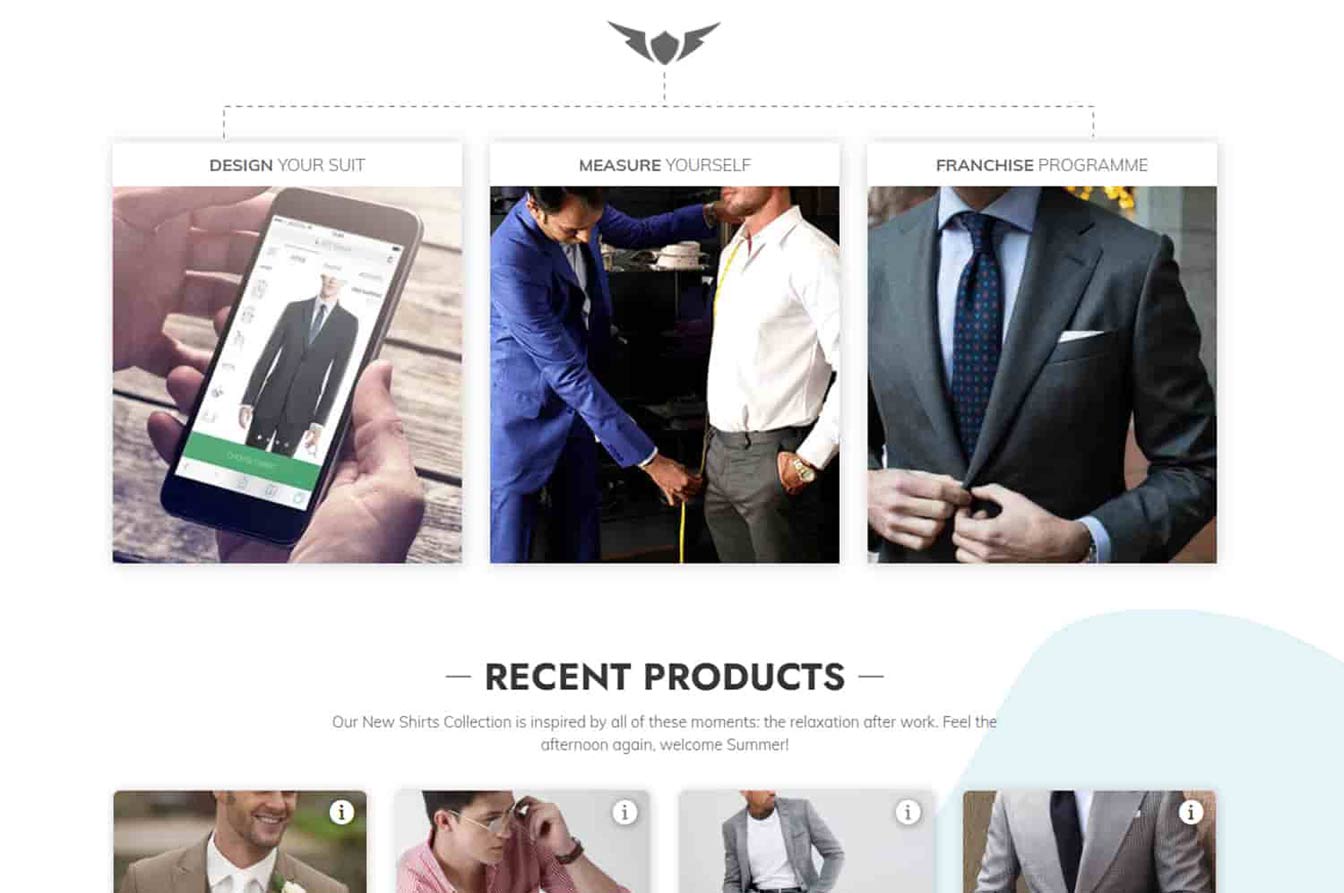 DESIGN YOUR SUIT
MEASURE YOURSELF
FRANCHISE PROGRAMME
RECENT PRODUCTS
Our New Shirts Collection is inspired by all of these moments: the relaxation after work. Feel the
afternoon again, welcome Summer!
i
i
i
i